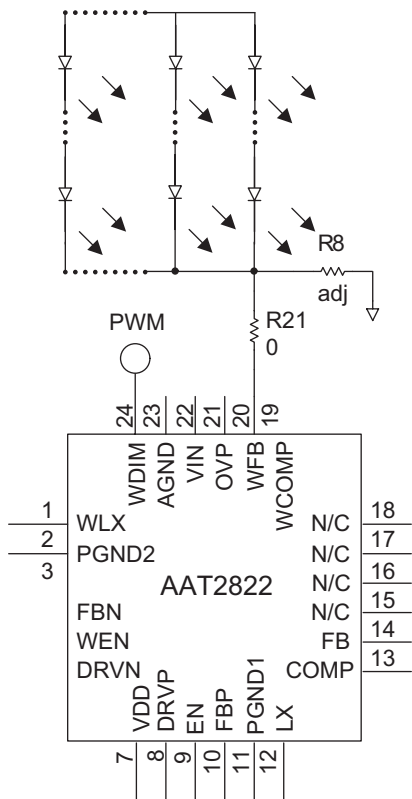 R8
adj
R21
0
PWM
24 23 22 21 20 19
WDIM AGND VIN OVP WFB WCOMP
1 WLX N/C 18
2 PGND2 N/C 17
3 N/C 16
AAT2822
FBN N/C 15
WEN FB 14
DRVN COMP 13
VDD DRVP EN FBP PGND1 LX
7 8 9 10 11 12